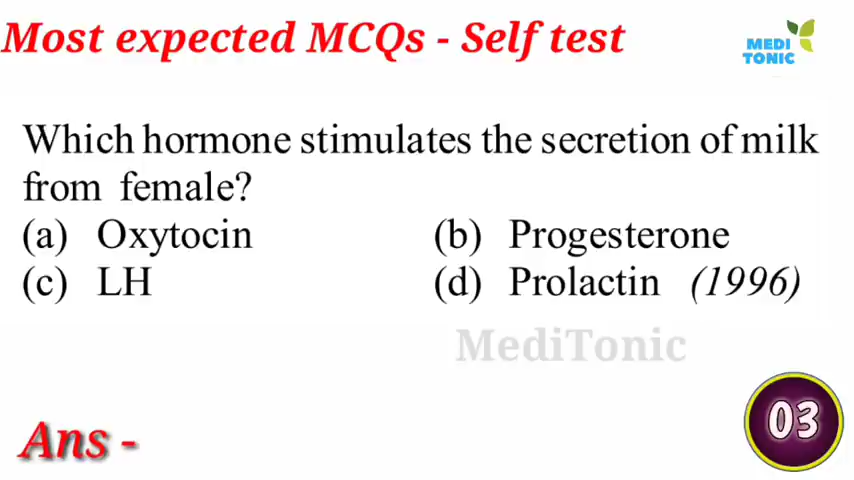 Most expected MCQs - Self test
MEDI
TONIC
Which hormone stimulates the secretion of milk
from female?
(a) Oxytocin (b) Progesterone
(c) LH (d) Prolactin (1996)
MediTonic
Ans -
03